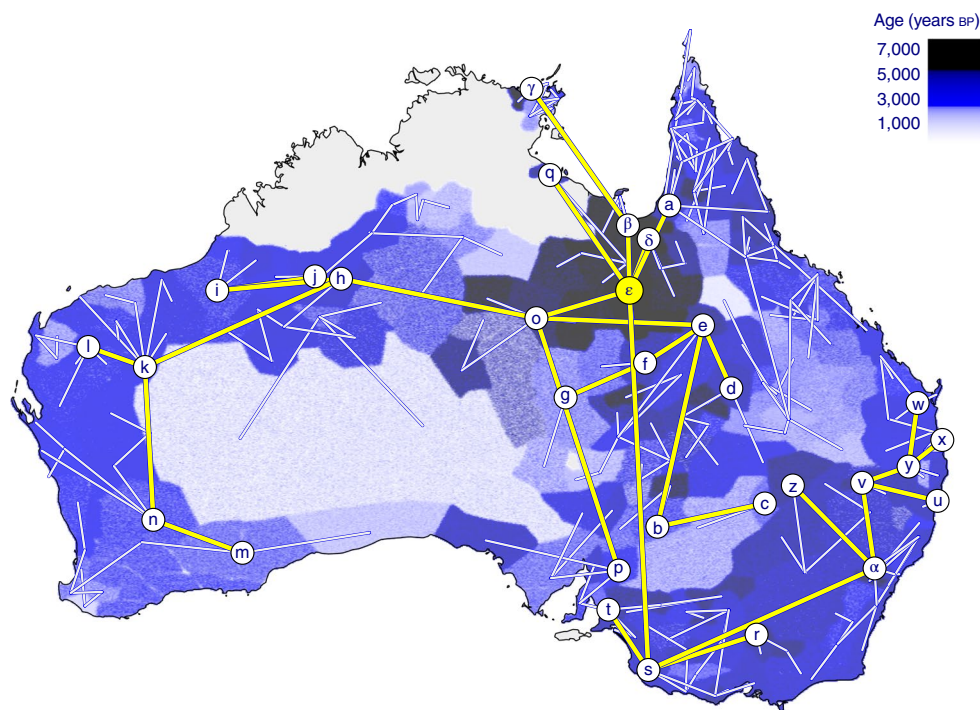 Age (years BP)
7,000
5,000
3,000
1,000
γ
q
a
β
δ
j
h
i
ε
o
e
l
k
f
d
g
w
x
y
z
v
u
c
n
b
m
p
α
t
r
s